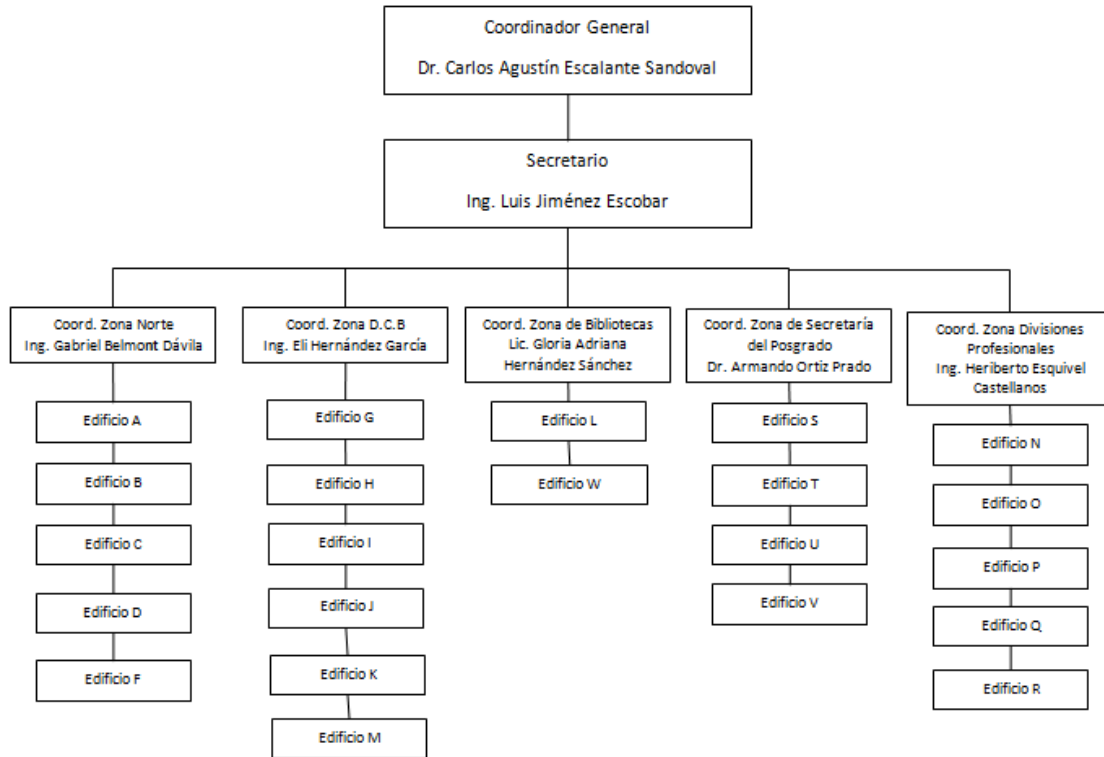 Coordinador General
Dr. Carlos Agustín Escalante Sandoval
Secretario
Ing. Luis Jiménez Escobar
Coord. Zona Norte
Ing. Gabriel Belmont Dávila
Edificio A
Edificio B
Edificio C
Edificio D
Edificio F
Coord. Zona D.C.B
Ing. Eli Hernández García
Edificio G
Edificio H
Edificio I
Edificio J
Edificio K
Edificio M
Coord. Zona de Bibliotecas
Lic. Gloria Adriana
Hernández Sánchez
Edificio L
Edificio W
Coord. Zona de Secretaría
del Posgrado
Dr. Armando Ortiz Prado
Edificio S
Edificio T
Edificio U
Edificio V
Coord. Zona Divisiones
Profesionales
Ing. Heriberto Esquivel
Castellanos
Edificio N
Edificio O
Edificio P
Edificio Q
Edificio R